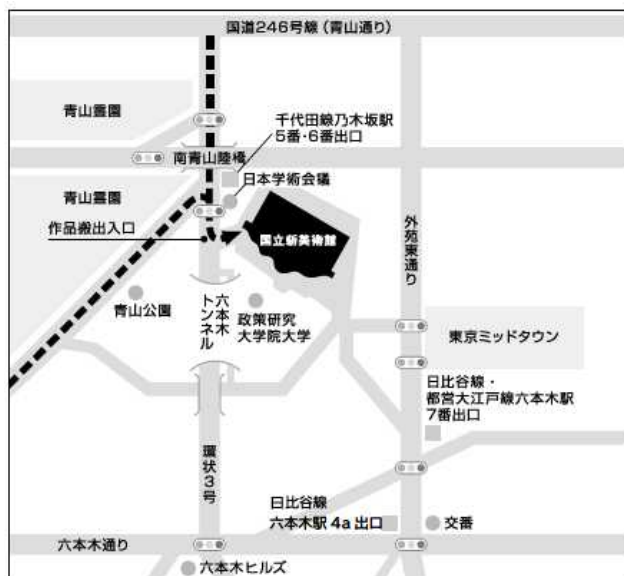 国道246号線（青山通り）
青山霊園
千代田線乃木坂駅
5番・6番出口
南青山陸橋
青山霊園
日本学術会議
作品搬出入口
国立新美術館
外苑東通り
青山公園
六本木
トンネル
政策研究
大学院大学
東京ミッドタウン
日比谷線・
都営大江戸線六本木駅
7番出口
環状3号
日比谷線
六本木駅 4a 出口
交番
六本木通り
六本木ヒルズ